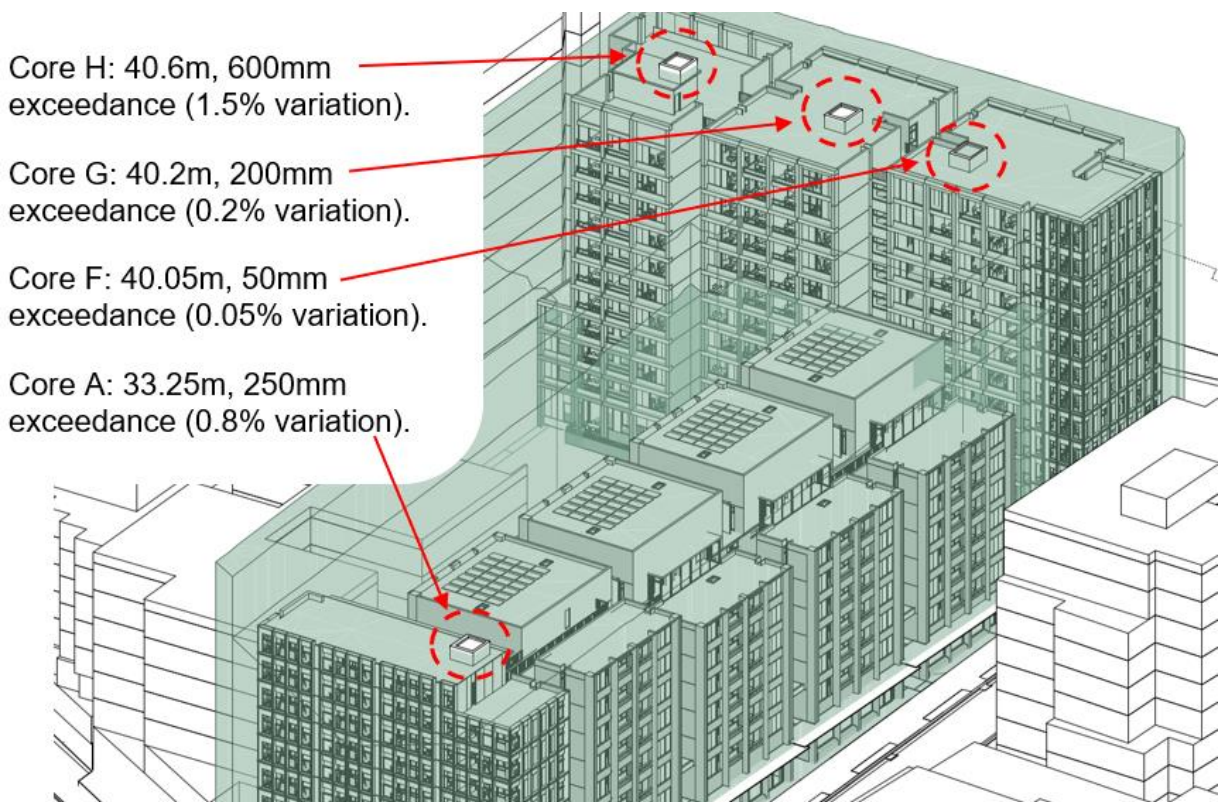 Core H: 40.6m, 600mm
exceedance (1.5% variation).
Core G: 40.2m, 200mm
exceedance (0.2% variation).
Core F: 40.05m, 50mm
exceedance (0.05% variation).
Core A: 33.25m, 250mm
exceedance (0.8% variation).